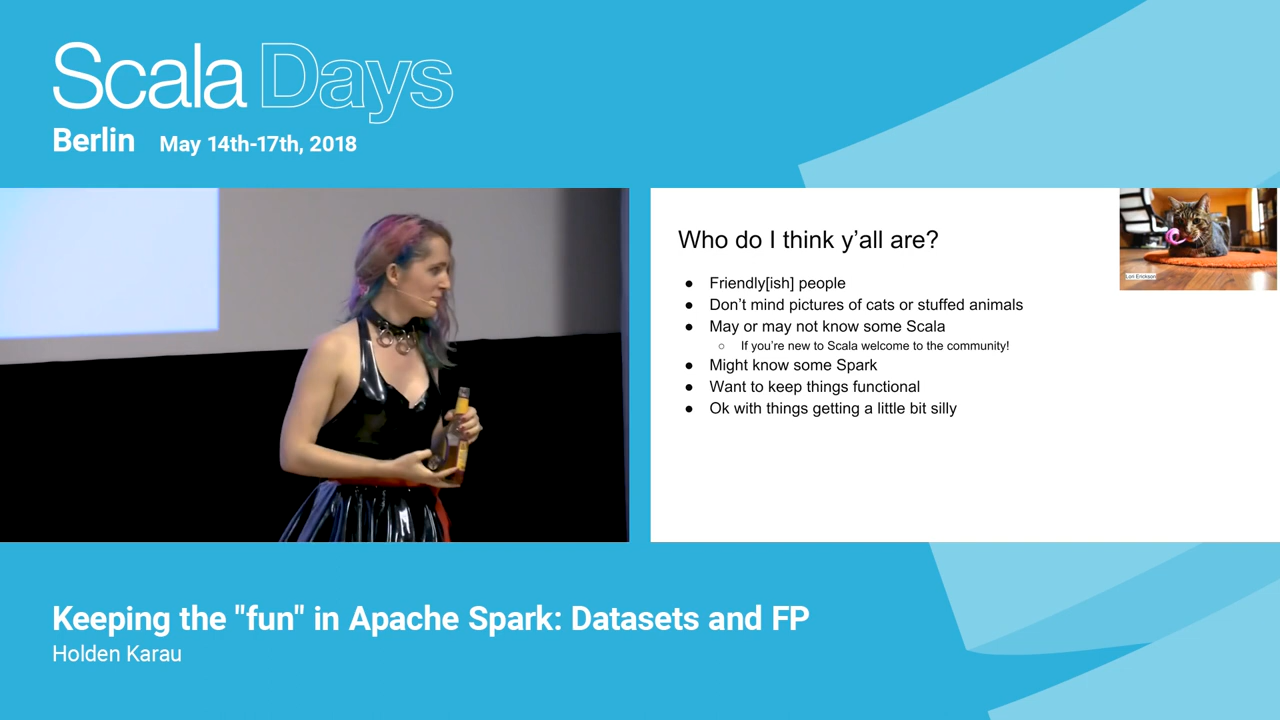 Scala Days
Berlin May 14th-17th, 2018
Who do I think y'all are?
● Friendly[ish] people
● Don't mind pictures of cats or stuffed animals
● May or may not know some Scala
○ If you're new to Scala welcome to the community!
● Might know some Spark
● Want to keep things functional
● Ok with things getting a little bit silly
Lori Erickson
Keeping the "fun" in Apache Spark: Datasets and FP
Holden Karau